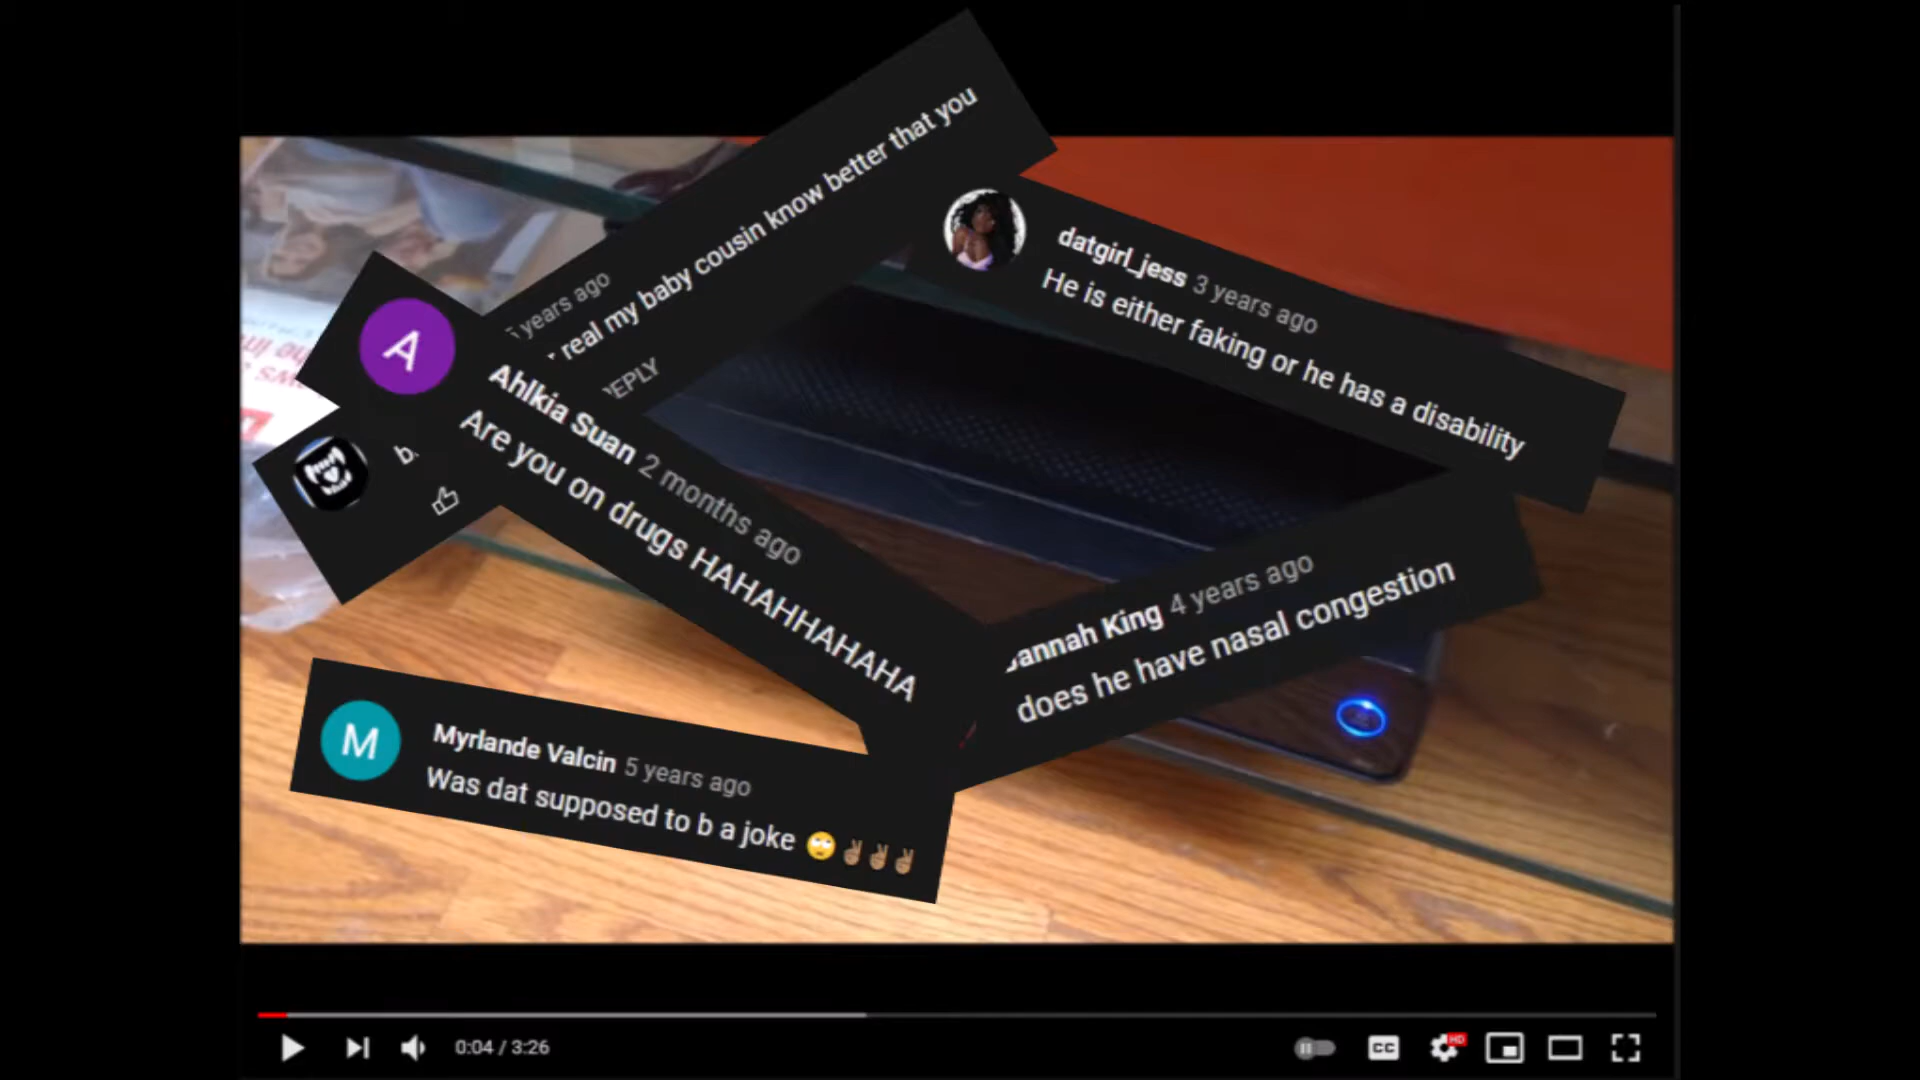 years ago
real my baby cousin know better that you
REPLY
datgirl_jess 3 years ago
He is either faking or he has a disability
A
Ahlkia Suan 2 months ago
Are you on drugs HAHAHHAHAHA
b.
annah King 4 years ago
does he have nasal congestion
M
Myrlande Valcin 5 years ago
Was dat supposed to b a joke 🙄✌🏽✌🏽✌🏽
0:04 / 3:26
CC
HD